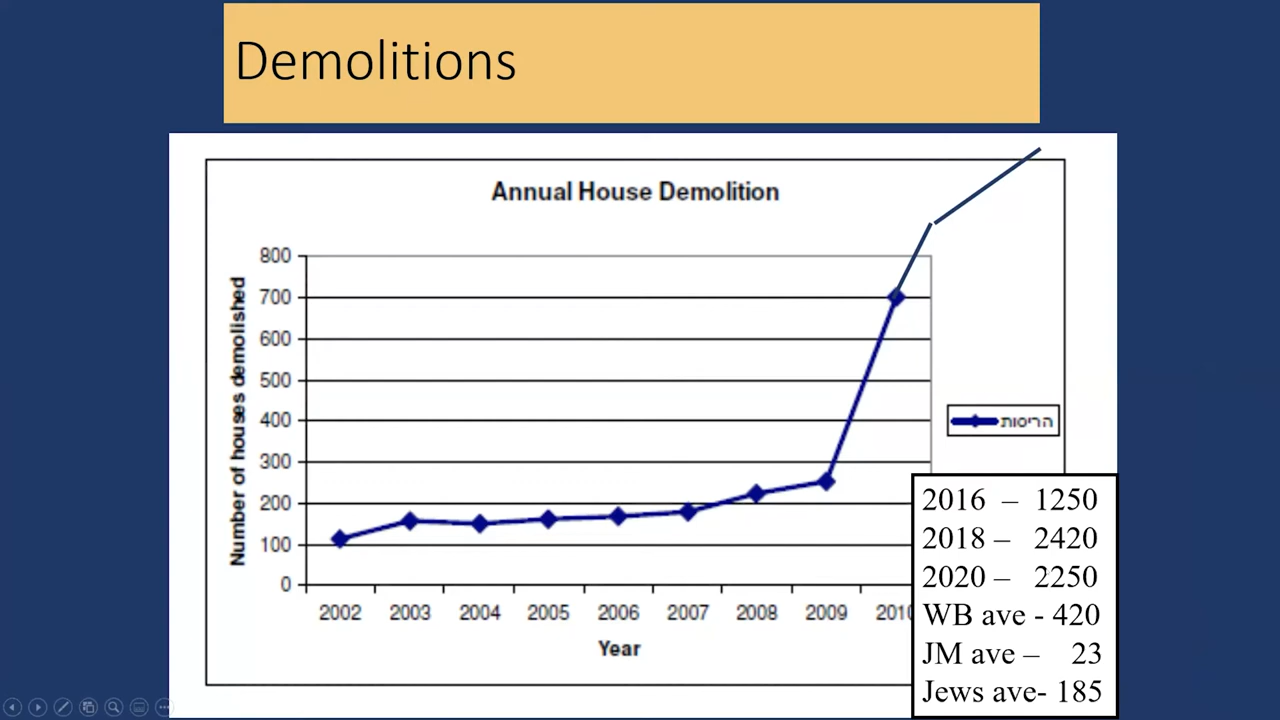 Demolitions
Annual House Demolition
Number of houses demolished
800
700
600
500
400
300
200
100
0
2002 2003 2004 2005 2006 2007 2008 2009 2010
Year
הריסות
2016 – 1250
2018 – 2420
2020 – 2250
WB ave - 420
JM ave – 23
Jews ave- 185